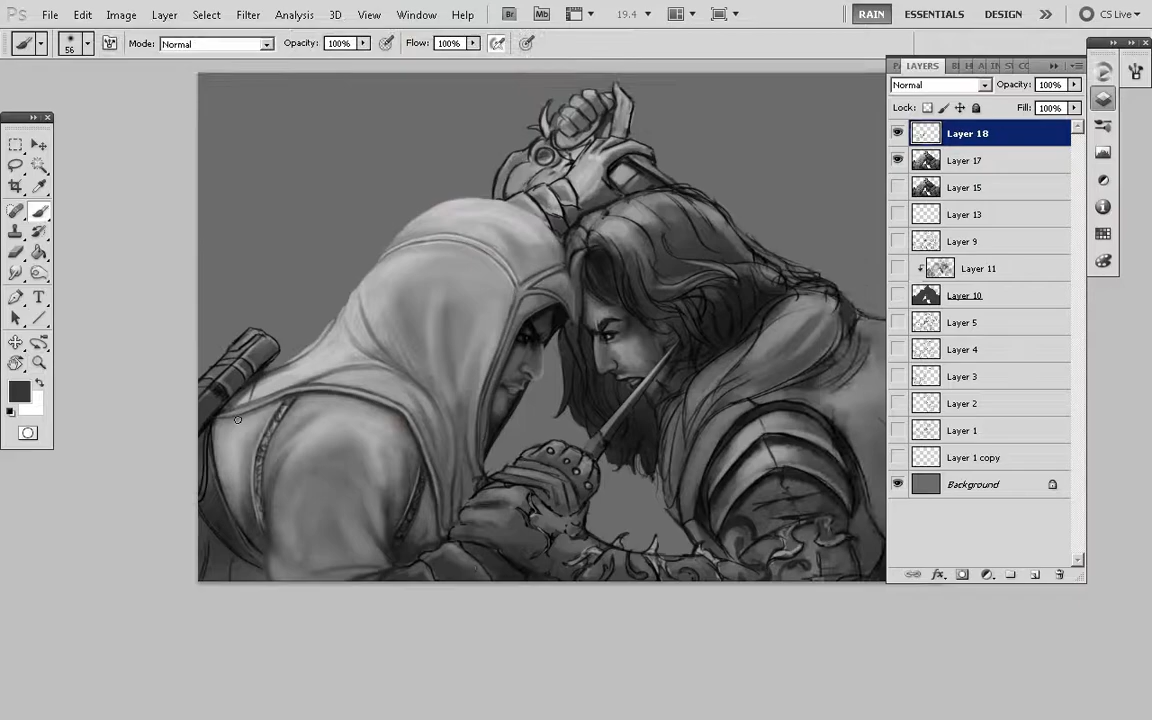 Ps File Edit Image Layer Select Filter Analysis 3D View Window Help Br Mb 19.4 RAIN ESSENTIALS DESIGN CS Live
56 Mode: Normal Opacity: 100% Flow: 100%
LAYERS
Normal Opacity: 100%
Lock: Fill: 100%
Layer 18
Layer 17
Layer 15
Layer 13
Layer 9
Layer 11
Layer 10
Layer 5
Layer 4
Layer 3
Layer 2
Layer 1
Layer 1 copy
Background